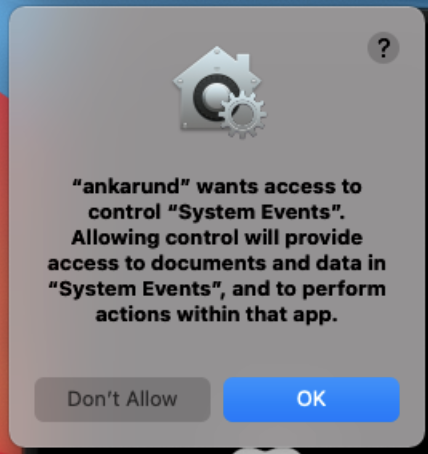 ?
“ankarund” wants access to
control “System Events”.
Allowing control will provide
access to documents and data in
“System Events”, and to perform
actions within that app.
Don’t Allow
OK